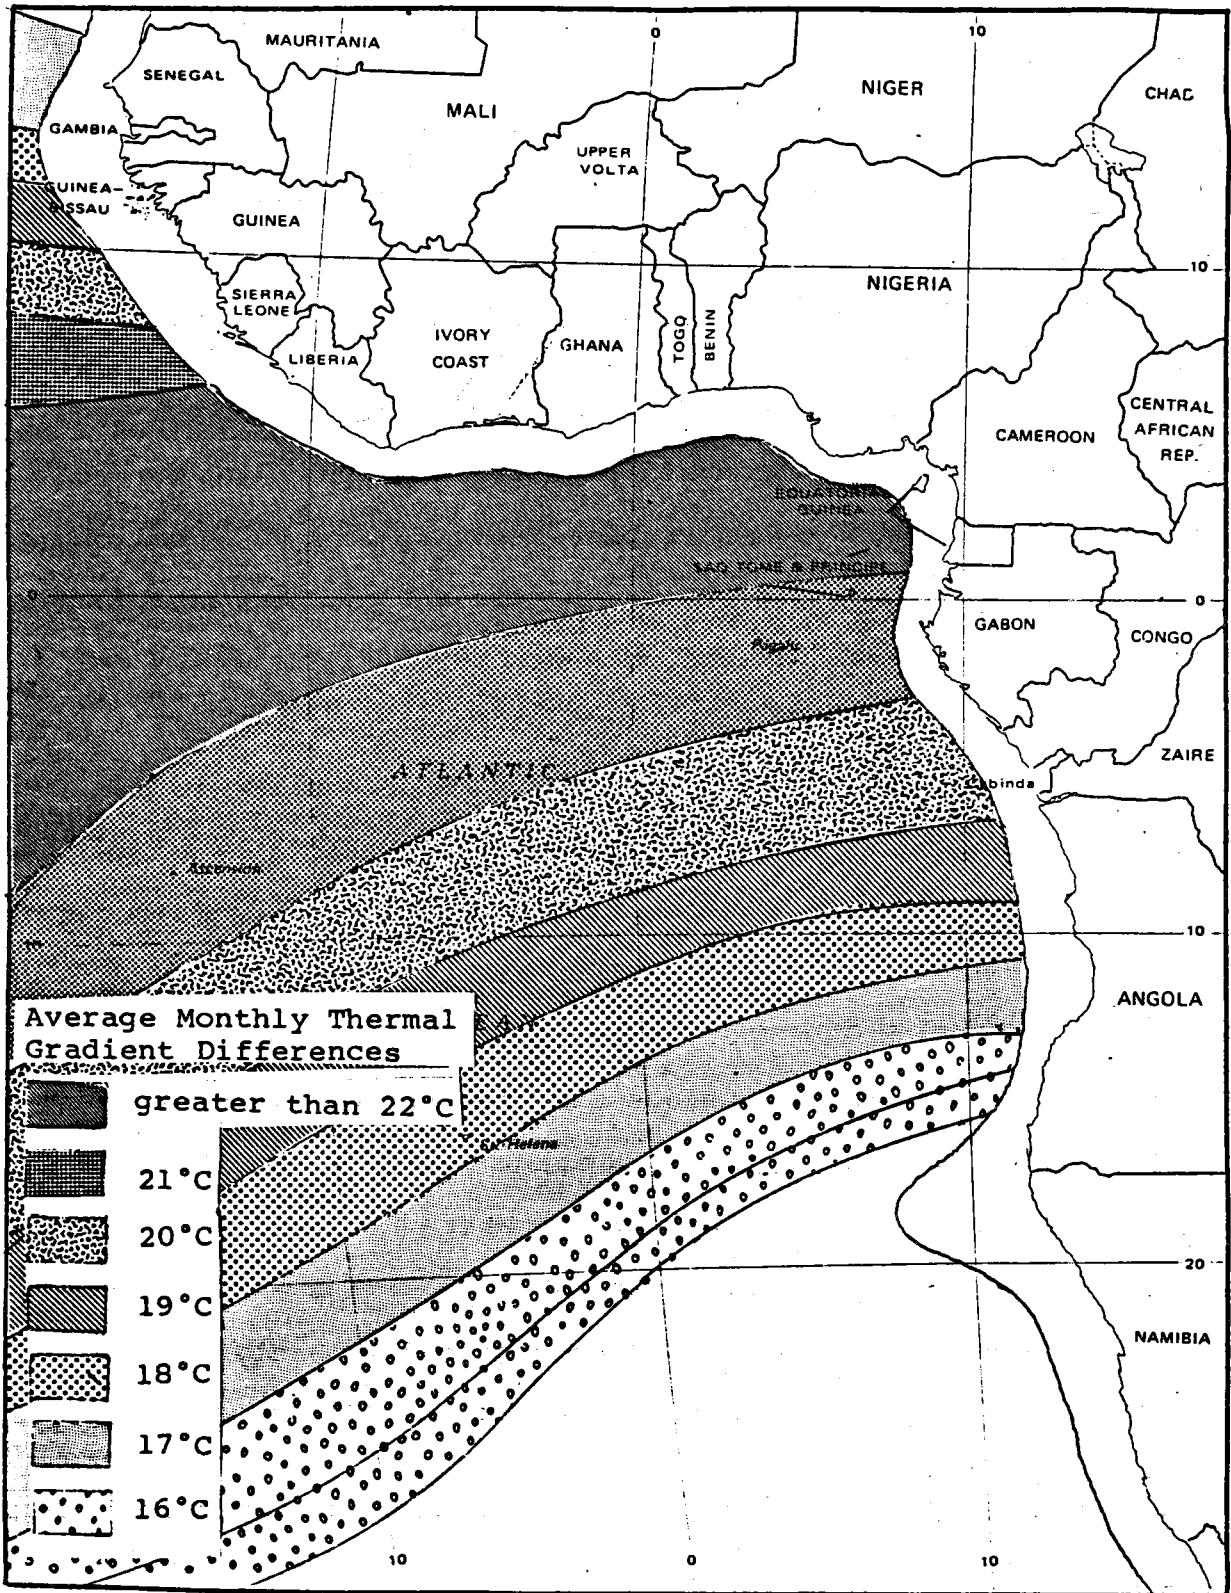 0
10
MAURITANIA
SENEGAL
NIGER
CHAD
MALI
GAMBIA
UPPER
VOLTA
GUINEA-
BISSAU
GUINEA
10
NIGERIA
SIERRA
LEONE
IVORY
COAST
GHANA
TOGO
BENIN
LIBERIA
CENTRAL
AFRICAN
REP.
CAMEROON
EQUATORIAL
GUINEA
SAO TOME & PRINCIPE
0
0
GABON
CONGO
Pagalu
ZAIRE
ATLANTIC
Cabinda
Ascension
10
10
ANGOLA
Average Monthly Thermal
Gradient Differences
greater than 22°C
21°C
20°C
19°C
18°C
17°C
16°C
Helena
20
NAMIBIA
10
0
10